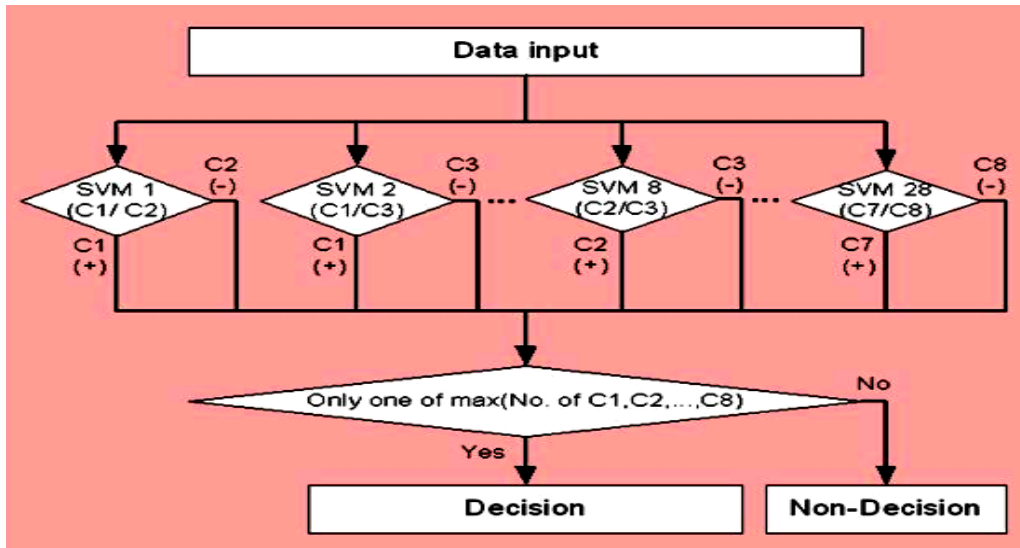 Data input
SVM 1
(C1/ C2)
C2
(-)
C1
(+)
SVM 2
(C1/C3)
C3
(-)
C1
(+)
...
SVM 8
(C2/C3)
C3
(-)
C2
(+)
...
SVM 28
(C7/C8)
C8
(-)
C7
(+)
Only one of max(No. of C1,C2,...,C8)
No
Yes
Decision
Non-Decision